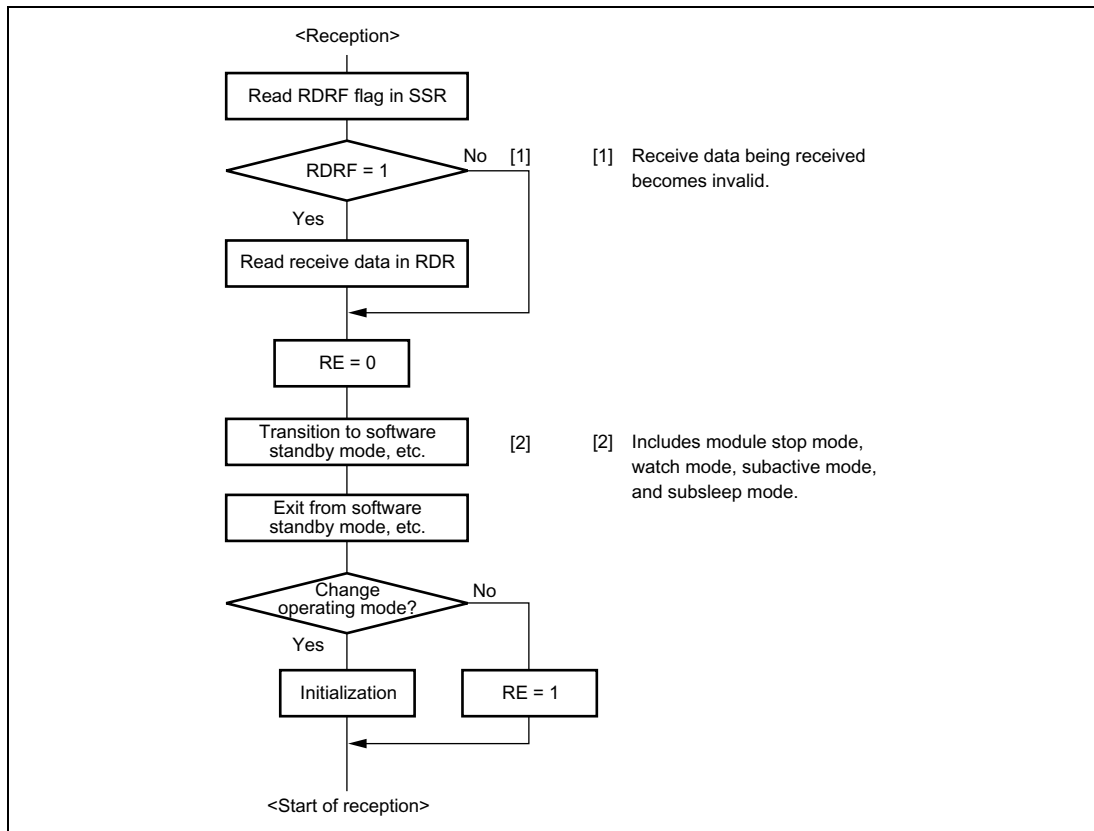 <Reception>
Read RDRF flag in SSR
RDRF = 1
No [1]
[1] Receive data being received
becomes invalid.
Yes
Read receive data in RDR
RE = 0
Transition to software
standby mode, etc.
[2]
[2] Includes module stop mode,
watch mode, subactive mode,
and subsleep mode.
Exit from software
standby mode, etc.
Change
operating mode?
No
Yes
Initialization
RE = 1
<Start of reception>